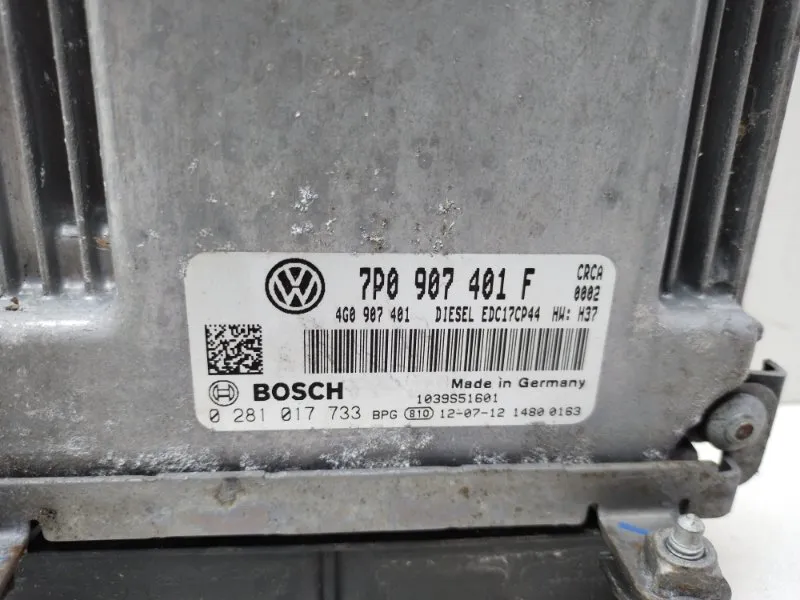 7P0 907 401 F CRCA
0002
4G0 907 401 DIESEL EDC17CP44 HW: H37
Made in Germany
BOSCH 1039S51601
0 281 017 733 BPG 810 12-07-12 1480 0163